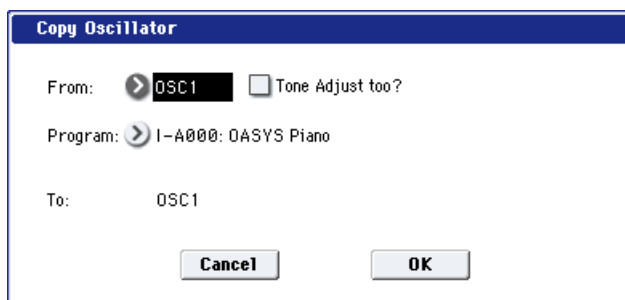 Copy Oscillator
From: OSC1 Tone Adjust too?
Program: I-A000: OASYS Piano
To: OSC1
Cancel OK